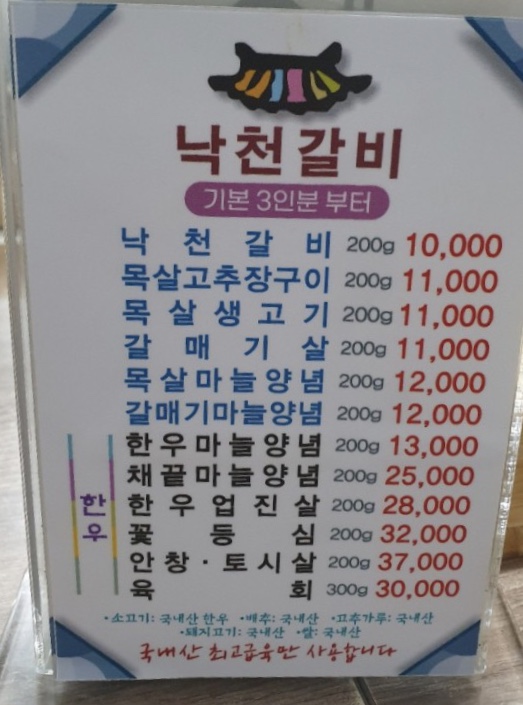 낙천갈비
기본 3인분 부터
낙천갈비 200g 10,000
목살고추장구이 200g 11,000
목살생고기 200g 11,000
갈매기살 200g 11,000
목살마늘양념 200g 12,000
갈매기마늘양념 200g 12,000
한우
한우마늘양념 200g 13,000
채끝마늘양념 200g 25,000
한우업진살 200g 28,000
꽃등심 200g 32,000
안창·토시살 200g 37,000
육회 300g 30,000
•소고기: 국내산 한우 •배추: 국내산 •고추가루: 국내산
•돼지고기: 국내산 •쌀: 국내산
국내산 최고급육만 사용합니다